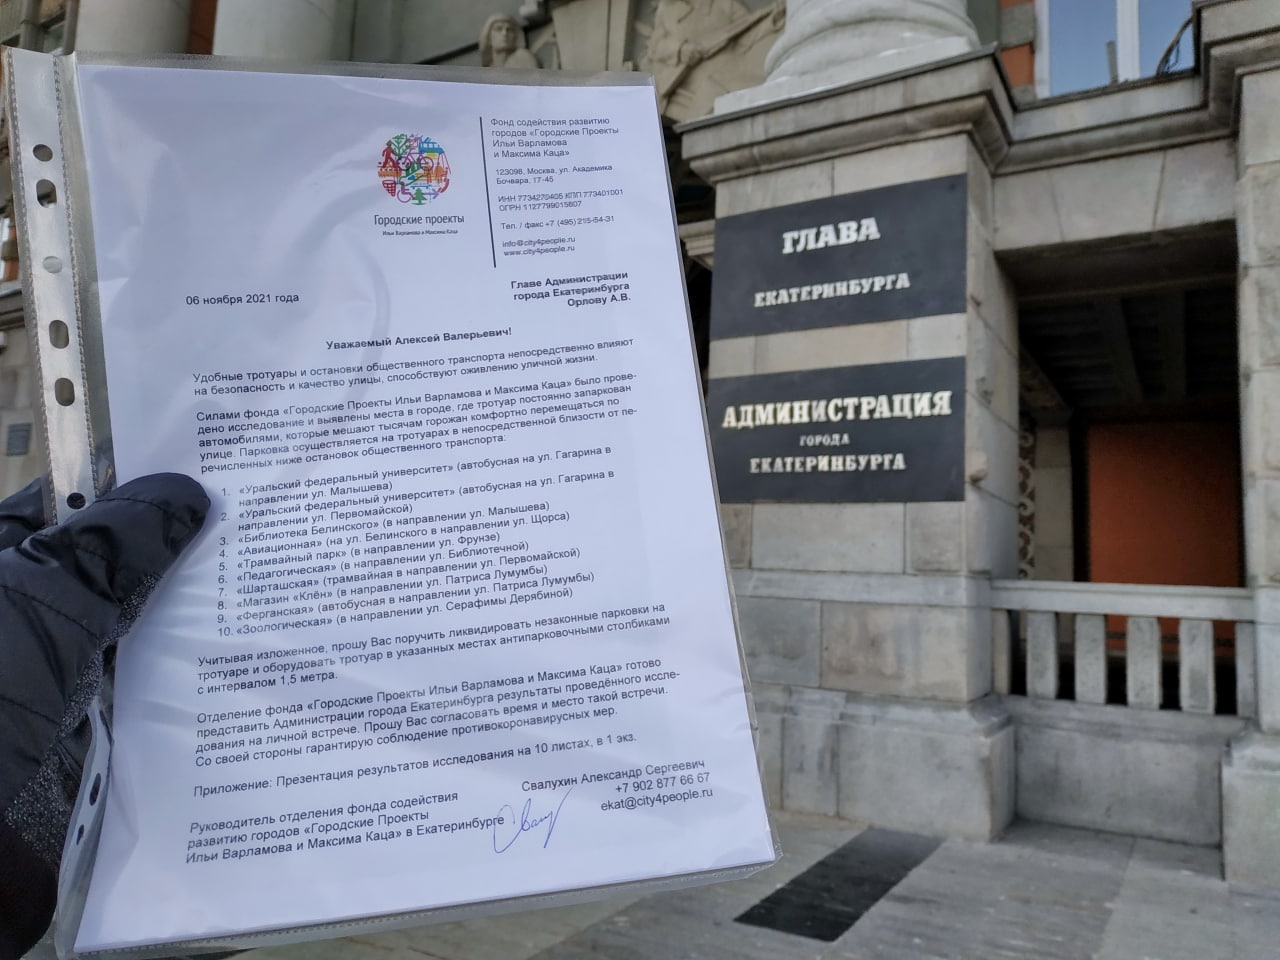 Фонд содействия развитию
городов «Городские Проекты
Ильи Варламова
и Максима Каца»
123098, Москва, ул. Академика
Бочвара, 17-45
ИНН 7734270405 КПП 773401001
ОГРН 1127799015607
Тел. / факс +7 (495) 215-54-31
info@city4people.ru
www.city4people.ru
Городские проекты
Ильи Варламова и Максима Каца
06 ноября 2021 года
Главе Администрации
города Екатеринбурга
Орлову А.В.
Уважаемый Алексей Валерьевич!
Удобные тротуары и остановки общественного транспорта непосредственно влияют
на безопасность и качество улицы, способствуют оживлению уличной жизни.
Силами фонда «Городские Проекты Ильи Варламова и Максима Каца» было прове-
дено исследование и выявлены места в городе, где тротуар постоянно запаркован
автомобилями, которые мешают тысячам горожан комфортно перемещаться по
улице. Парковка осуществляется на тротуарах в непосредственной близости от пе-
речисленных ниже остановок общественного транспорта:
1. «Уральский федеральный университет» (автобусная на ул. Гагарина в
направлении ул. Малышева)
2. «Уральский федеральный университет» (автобусная на ул. Гагарина в
направлении ул. Первомайской)
3. «Библиотека Белинского» (в направлении ул. Малышева)
4. «Авиационная» (на ул. Белинского в направлении ул. Щорса)
5. «Трамвайный парк» (в направлении ул. Фрунзе)
6. «Педагогическая» (в направлении ул. Библиотечной)
7. «Шарташская» (трамвайная в направлении ул. Первомайской)
8. «Магазин «Клён» (в направлении ул. Патриса Лумумбы)
9. «Ферганская» (автобусная в направлении ул. Патриса Лумумбы)
10. «Зоологическая» (в направлении ул. Серафимы Дерябиной)
Учитывая изложенное, прошу Вас поручить ликвидировать незаконные парковки на
тротуаре и оборудовать тротуар в указанных местах антипарковочными столбиками
с интервалом 1,5 метра.
Отделение фонда «Городские Проекты Ильи Варламова и Максима Каца» готово
представить Администрации города Екатеринбурга результаты проведённого иссле-
дования на личной встрече. Прошу Вас согласовать время и место такой встречи.
Со своей стороны гарантирую соблюдение противокоронавирусных мер.
Приложение: Презентация результатов исследования на 10 листах, в 1 экз.
Руководитель отделения фонда содействия
развитию городов «Городские Проекты
Ильи Варламова и Максима Каца» в Екатеринбурге
Свалухин Александр Сергеевич
+7 902 877 66 67
ekat@city4people.ru
ГЛАВА
ЕКАТЕРИНБУРГА
АДМИНИСТРАЦИЯ
ГОРОДА
ЕКАТЕРИНБУРГА